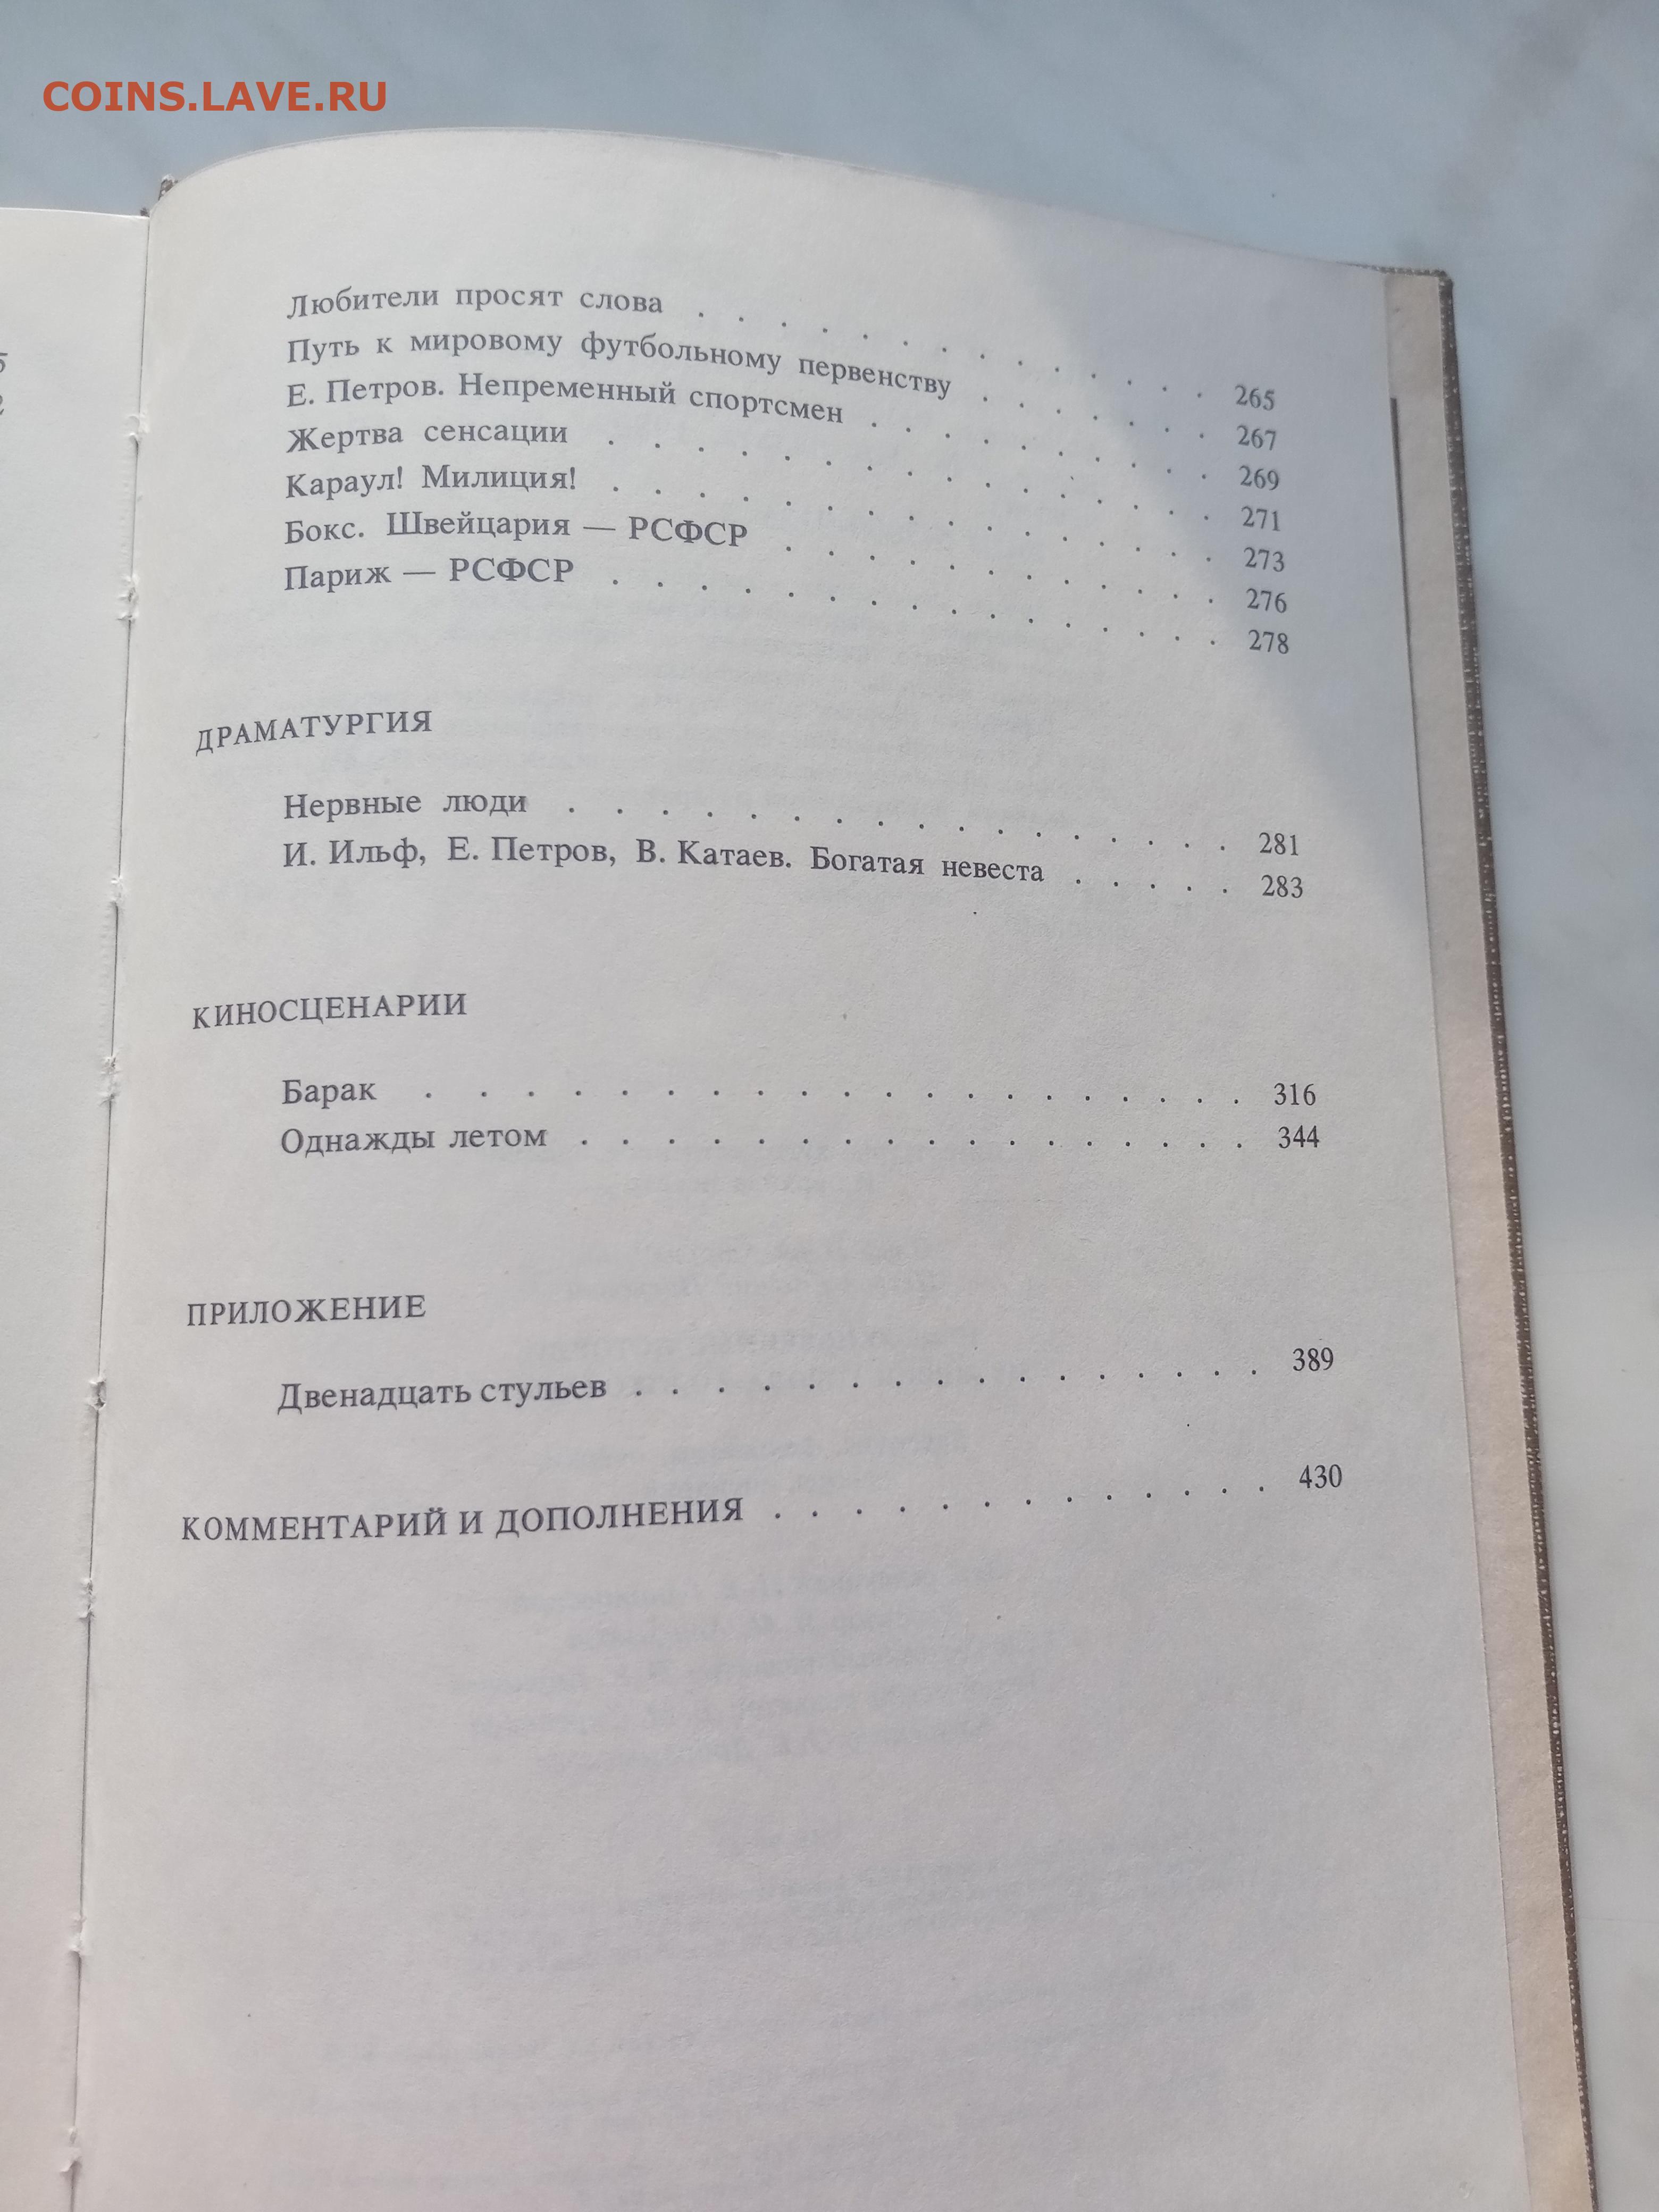 COINS.LAVE.RU
Любители просят слова . . . . . . . . . . . . . 265
Путь к мировому футбольному первенству . . . . . . . 267
Е. Петров. Непременный спортсмен . . . . . . . . . 269
Жертва сенсации . . . . . . . . . . . . . . . 271
Караул! Милиция! . . . . . . . . . . . . . . . 273
Бокс. Швейцария — РСФСР . . . . . . . . . . . 276
Париж — РСФСР . . . . . . . . . . . . . . . 278
ДРАМАТУРГИЯ
Нервные люди . . . . . . . . . . . . . . . . 281
И. Ильф, Е. Петров, В. Катаев. Богатая невеста . . . . . 283
КИНОСЦЕНАРИИ
Барак . . . . . . . . . . . . . . . . . . . 316
Однажды летом . . . . . . . . . . . . . . . . 344
ПРИЛОЖЕНИЕ
Двенадцать стульев . . . . . . . . . . . . . . . 389
КОММЕНТАРИЙ И ДОПОЛНЕНИЯ . . . . . . . . . . . . 430